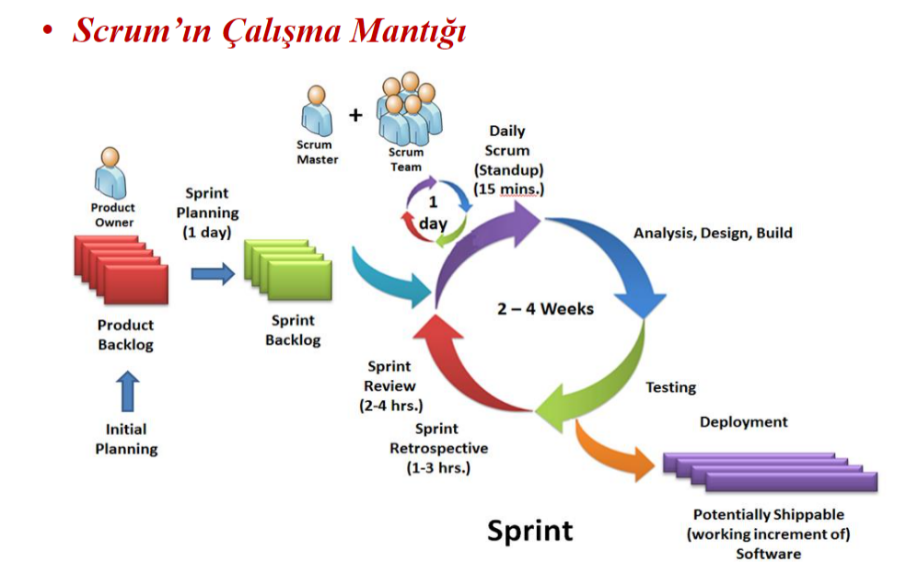 • Scrum’ın Çalışma Mantığı
Scrum
Master
+
Scrum
Team
Daily
Scrum
(Standup)
(15 mins.)
1
day
Product
Owner
Sprint
Planning
(1 day)
Product
Backlog
Sprint
Backlog
Initial
Planning
2 – 4 Weeks
Analysis, Design, Build
Testing
Sprint
Review
(2-4 hrs.)
Sprint
Retrospective
(1-3 hrs.)
Deployment
Potentially Shippable
(working increment of)
Software
Sprint